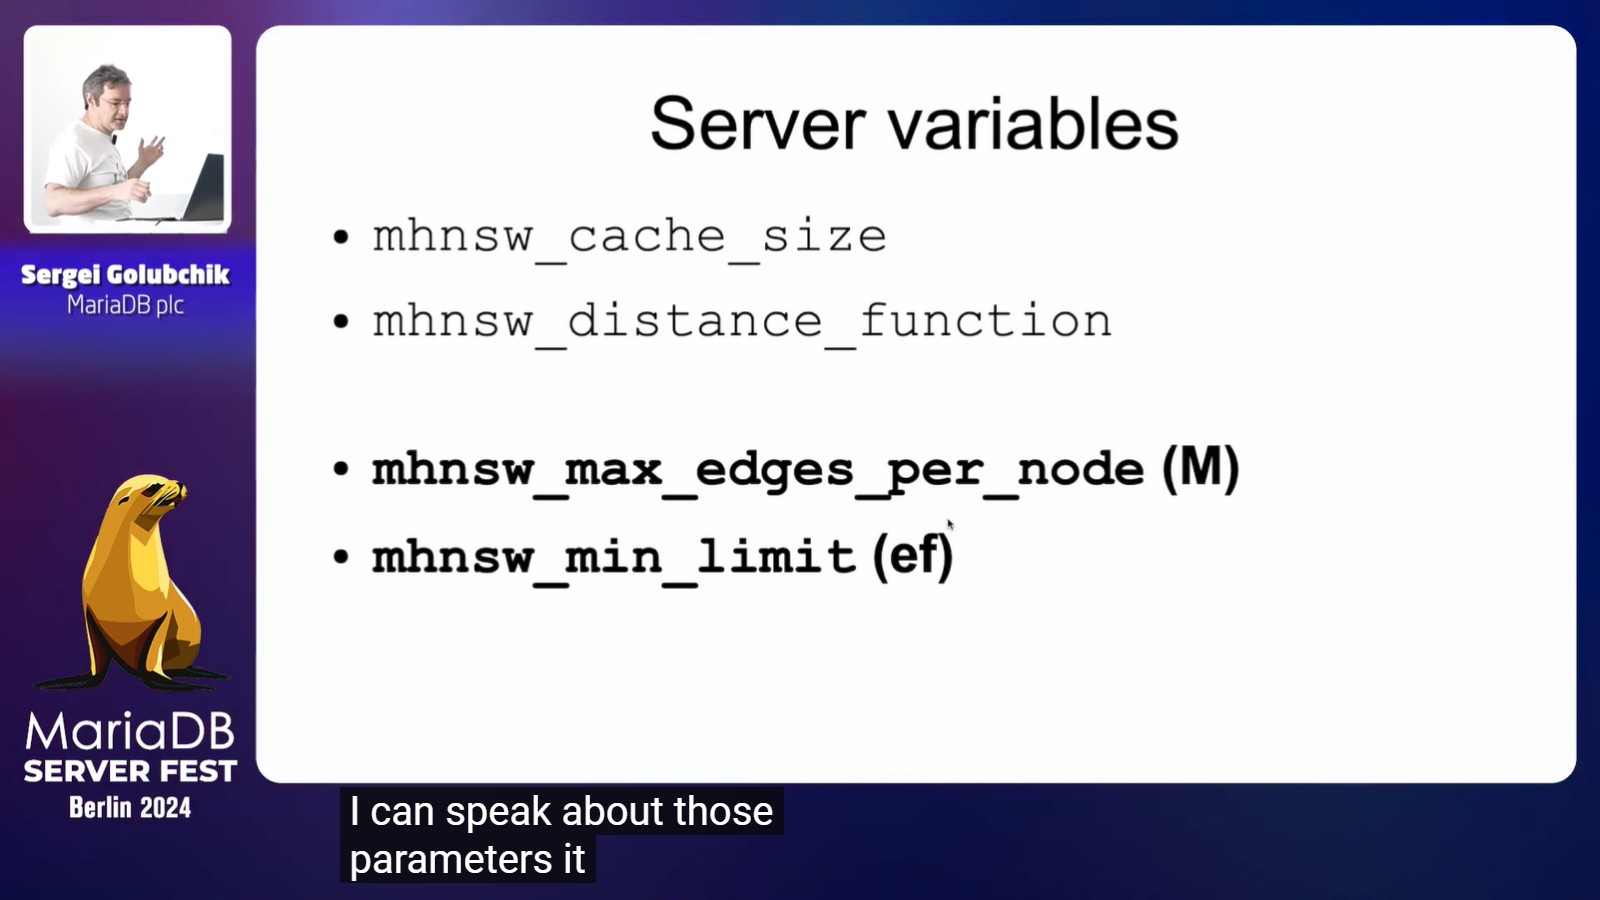 Server variables
mhnsw_cache_size
mhnsw_distance_function
mhnsw_max_edges_per_node (M)
mhnsw_min_limit (ef)
Sergei Golubchik
MariaDB plc
MariaDB
SERVER FEST
Berlin 2024
I can speak about those
parameters it